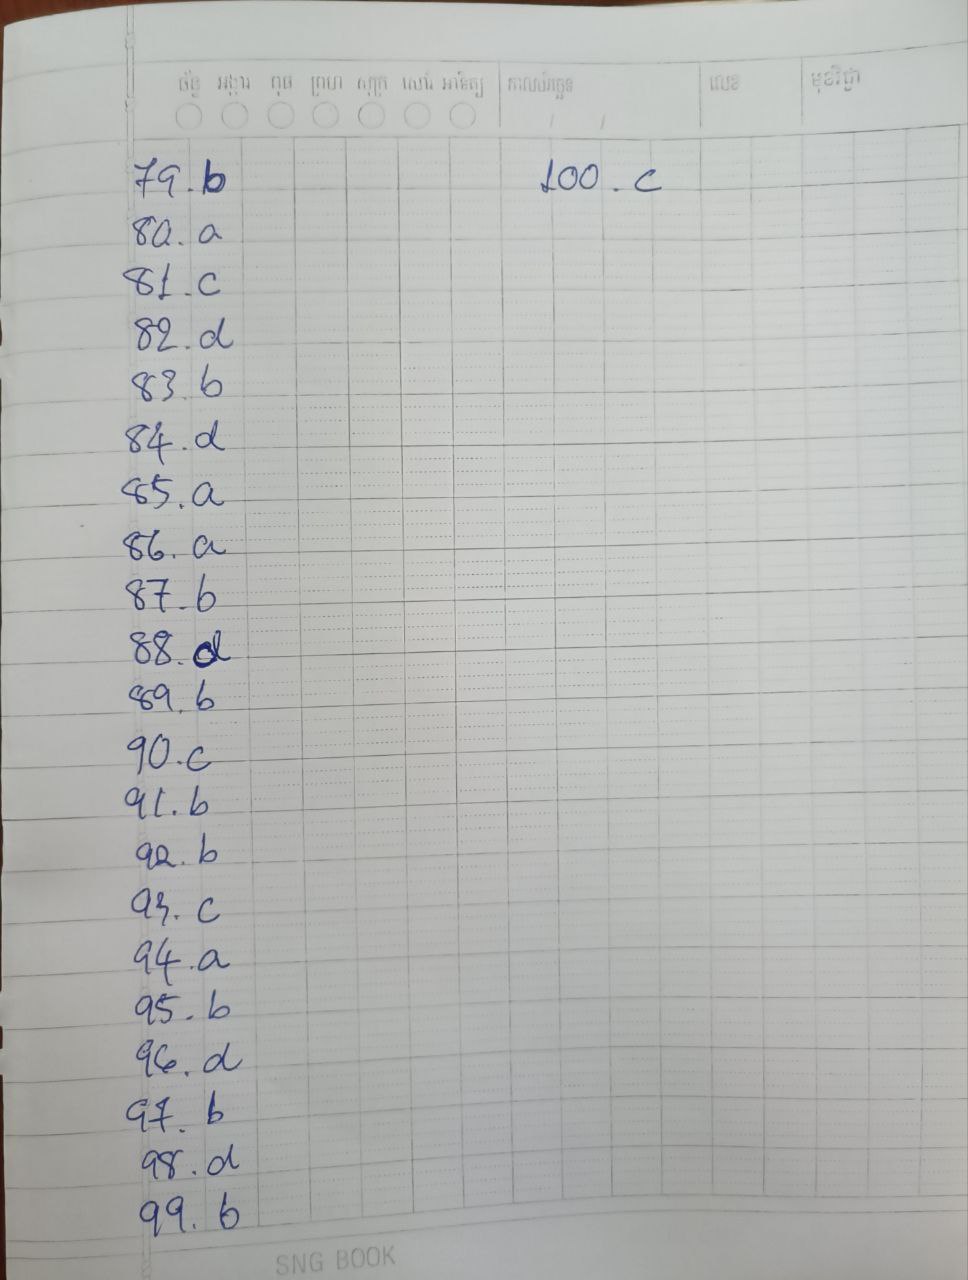 ច័ន្ទ អង្គារ ពុធ ព្រហ សុក្រ សៅរ៍ អាទិត្យ កាលបរិច្ឆេទ លេខ មុខវិជ្ជា
/ /
79.b 100.c
80.a
81.c
82.d
83.b
84.d
85.a
86.a
87.b
88.d
89.b
90.c
91.b
92.b
93.c
94.a
95.b
96.d
97.b
98.d
99.b
SNG BOOK